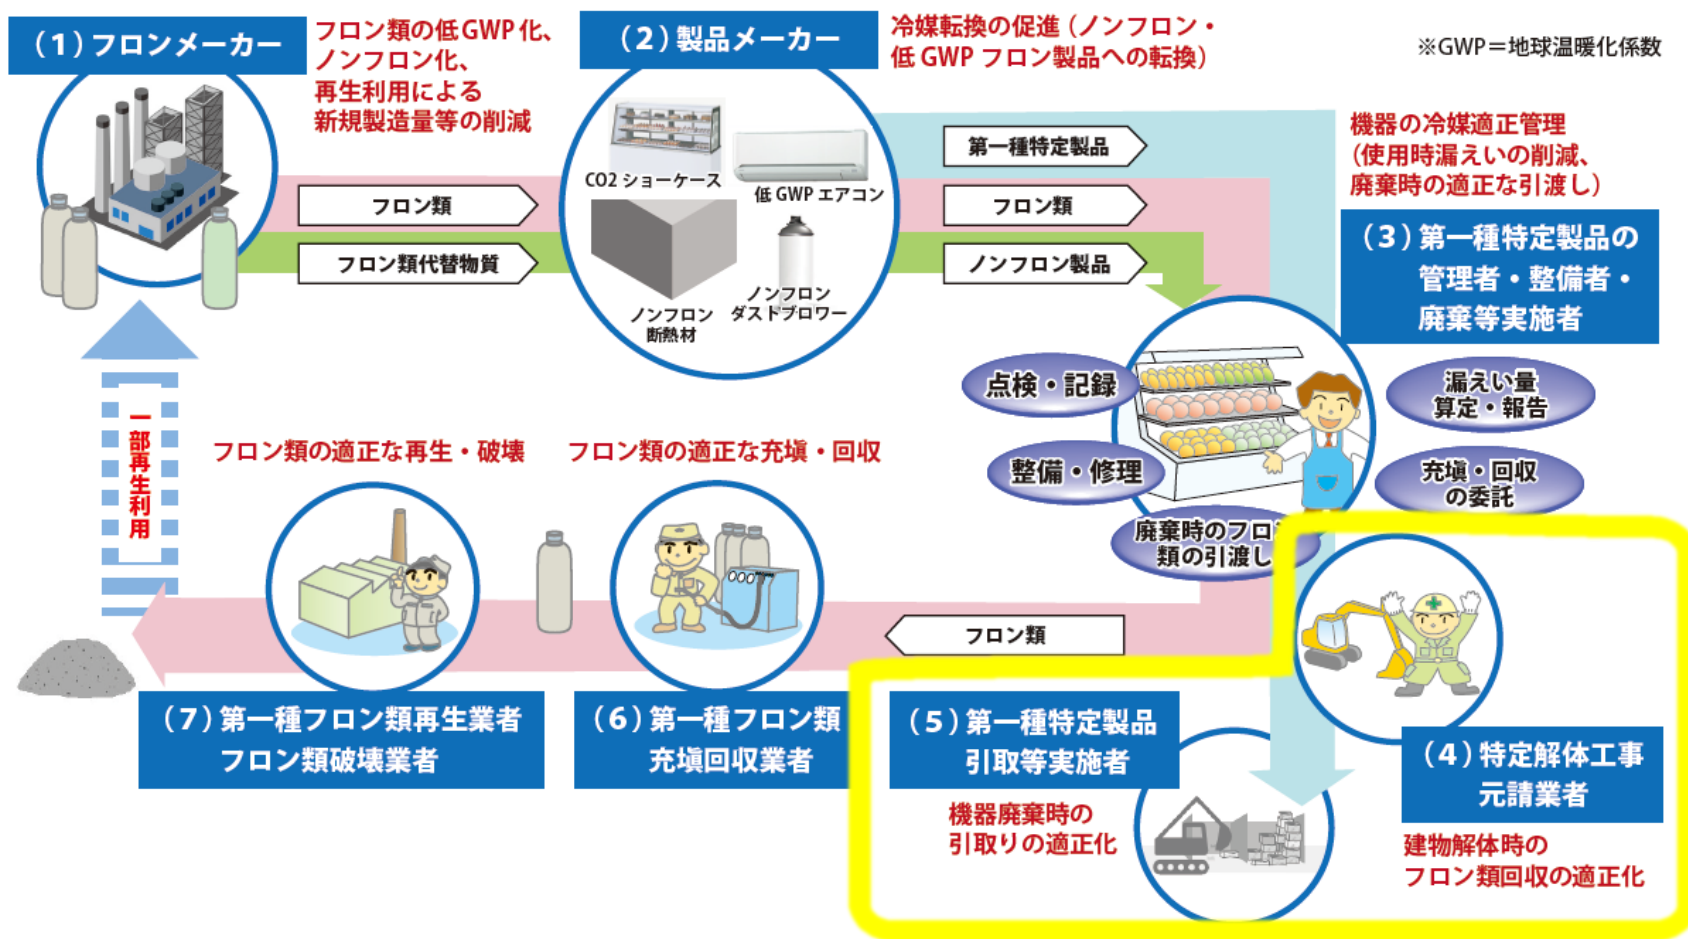 （１）フロンメーカー
フロン類の低GWP化、
ノンフロン化、
再生利用による
新規製造量等の削減
（２）製品メーカー
冷媒転換の促進（ノンフロン・
低GWP フロン製品への転換）
※GWP＝地球温暖化係数
CO2 ショーケース
低 GWP エアコン
ノンフロン
断熱材
ノンフロン
ダストブロワー
フロン類
フロン類代替物質
第一種特定製品
フロン類
ノンフロン製品
機器の冷媒適正管理
（使用時漏えいの削減、
廃棄時の適正な引渡し）
（３）第一種特定製品の
管理者・整備者・
廃棄等実施者
点検・記録
整備・修理
廃棄時のフロン
類の引渡し
漏えい量
算定・報告
充塡・回収
の委託
（４）特定解体工事
元請業者
建物解体時の
フロン類回収の適正化
（５）第一種特定製品
引取等実施者
機器廃棄時の
引取りの適正化
フロン類
フロン類の適正な充塡・回収
（６）第一種フロン類
充塡回収業者
フロン類の適正な再生・破壊
（７）第一種フロン類再生業者
フロン類破壊業者
一部再生利用